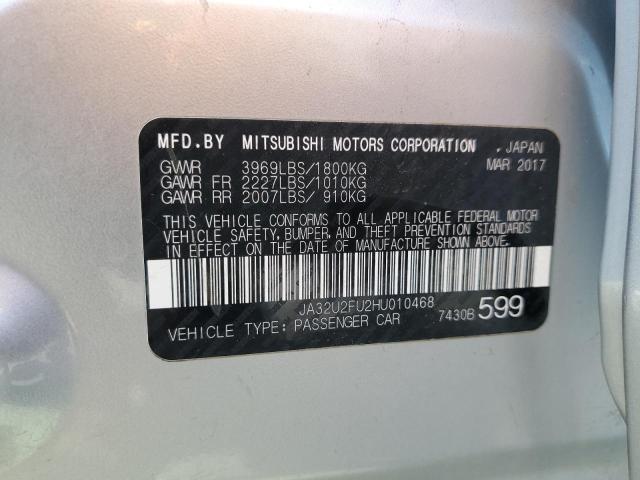 MFD.BY MITSUBISHI MOTORS CORPORATION, JAPAN
GVWR 3969LBS/1800KG MAR 2017
GAWR FR 2227LBS/1010KG
GAWR RR 2007LBS/ 910KG
THIS VEHICLE CONFORMS TO ALL APPLICABLE FEDERAL MOTOR
VEHICLE SAFETY, BUMPER, AND THEFT PREVENTION STANDARDS
IN EFFECT ON THE DATE OF MANUFACTURE SHOWN ABOVE.
JA32U2FU2HU010468
VEHICLE TYPE: PASSENGER CAR 7430B 599